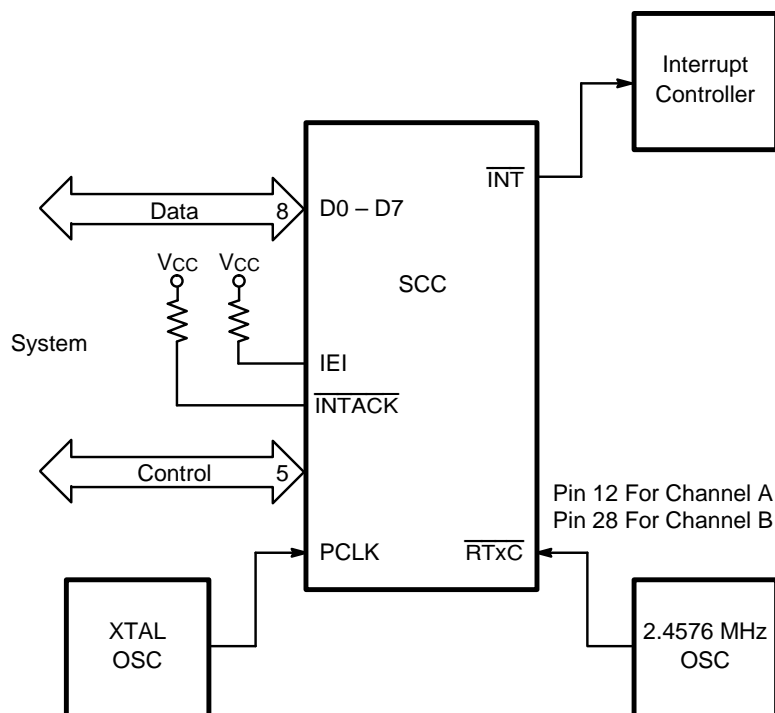 Interrupt
Controller
INT
Data 8
D0 – D7
VCC VCC
SCC
System
IEI
INTACK
Control 5
Pin 12 For Channel A
Pin 28 For Channel B
PCLK
RTxC
XTAL
OSC
2.4576 MHz
OSC